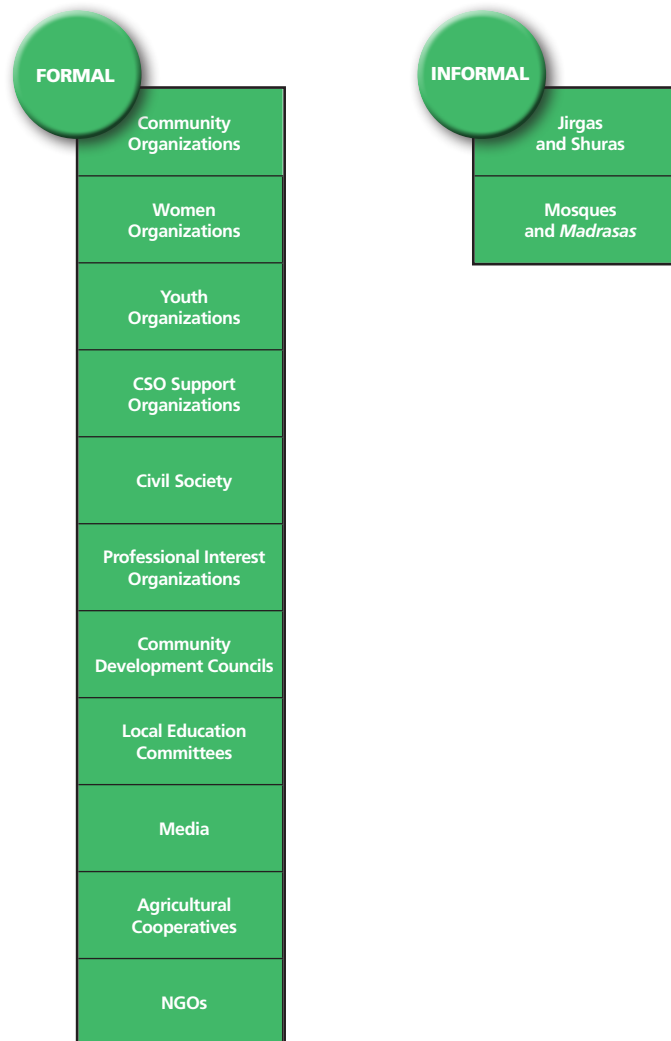 FORMAL
Community
Organizations
Women
Organizations
Youth
Organizations
CSO Support
Organizations
Civil Society
Professional Interest
Organizations
Community
Development Councils
Local Education
Committees
Media
Agricultural
Cooperatives
NGOs
INFORMAL
Jirgas
and Shuras
Mosques
and Madrasas